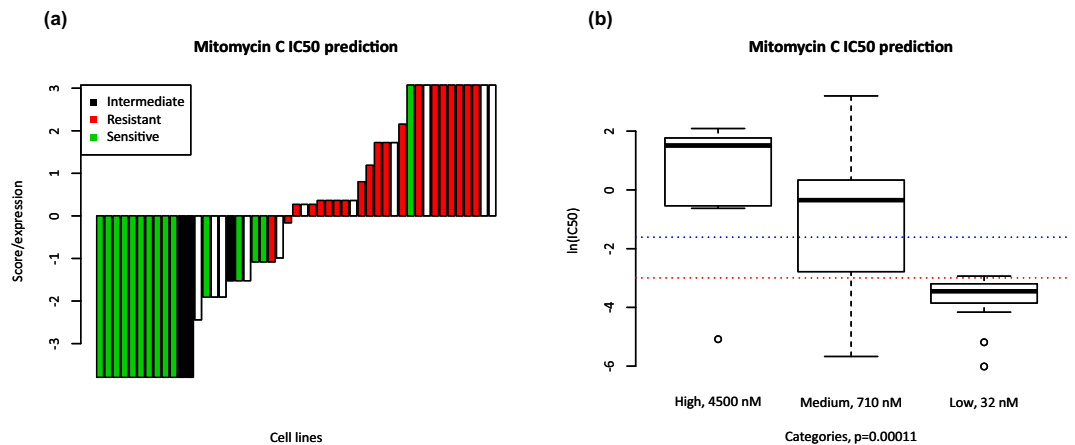 (a)
Mitomycin C IC50 prediction
Intermediate
Resistant
Sensitive
Score/expression
3
2
1
0
-1
-2
-3
Cell lines
(b)
Mitomycin C IC50 prediction
ln(IC50)
2
0
-2
-4
-6
High, 4500 nM
Medium, 710 nM
Low, 32 nM
Categories, p=0.00011